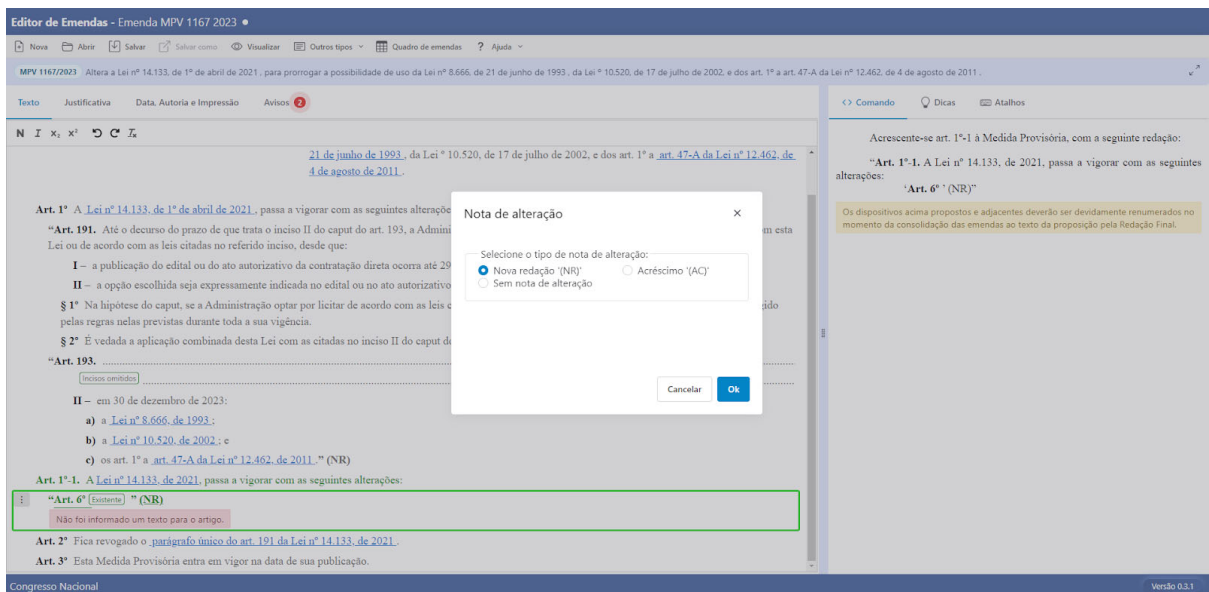 Editor de Emendas - Emenda MPV 1167 2023
Nova Abrir Salvar Salvar como Visualizar Outros tipos Quadro de emendas ? Ajuda
MPV 1167/2023 Altera a Lei nº 14.133, de 1º de abril de 2021 , para prorrogar a possibilidade de uso da Lei nº 8.666, de 21 de junho de 1993 , da Lei º 10.520, de 17 de julho de 2002, e dos art. 1º a art. 47-A da Lei nº 12.462, de 4 de agosto de 2011 .
Texto Justificativa Data, Autoria e Impressão Avisos 2
N I x₂ x² Tx
21 de junho de 1993 , da Lei º 10.520, de 17 de julho de 2002, e dos art. 1º a art. 47-A da Lei nº 12.462, de
4 de agosto de 2011 .
Art. 1º A Lei nº 14.133, de 1º de abril de 2021 , passa a vigorar com as seguintes alteraçõe
“Art. 191. Até o decurso do prazo de que trata o inciso II do caput do art. 193, a Admini m esta
Lei ou de acordo com as leis citadas no referido inciso, desde que:
I – a publicação do edital ou do ato autorizativo da contratação direta ocorra até 29
II – a opção escolhida seja expressamente indicada no edital ou no ato autorizativo
§ 1º Na hipótese do caput, se a Administração optar por licitar de acordo com as leis c gido
pelas regras nelas previstas durante toda a sua vigência.
§ 2º É vedada a aplicação combinada desta Lei com as citadas no inciso II do caput d
“Art. 193. ........................................
Incisos omitidos ........................................
II – em 30 de dezembro de 2023:
a) a Lei nº 8.666, de 1993 ;
b) a Lei nº 10.520, de 2002 ; e
c) os art. 1º a art. 47-A da Lei nº 12.462, de 2011 .” (NR)
Art. 1º-1. A Lei nº 14.133, de 2021, passa a vigorar com as seguintes alterações:
“Art. 6º Existente ” (NR)
Não foi informado um texto para o artigo.
Art. 2º Fica revogado o parágrafo único do art. 191 da Lei nº 14.133, de 2021 .
Art. 3º Esta Medida Provisória entra em vigor na data de sua publicação.
Nota de alteração ×
Selecione o tipo de nota de alteração:
Nova redação '(NR)' Acréscimo '(AC)'
Sem nota de alteração
Cancelar Ok
<> Comando Dicas Atalhos
Acrescente-se art. 1º-1 à Medida Provisória, com a seguinte redação:
“Art. 1º-1. A Lei nº 14.133, de 2021, passa a vigorar com as seguintes
alterações:
‘Art. 6º ’ (NR)”
Os dispositivos acima propostos e adjacentes deverão ser devidamente renumerados no
momento da consolidação das emendas ao texto da proposição pela Redação Final.
Congresso Nacional Versão 0.3.1